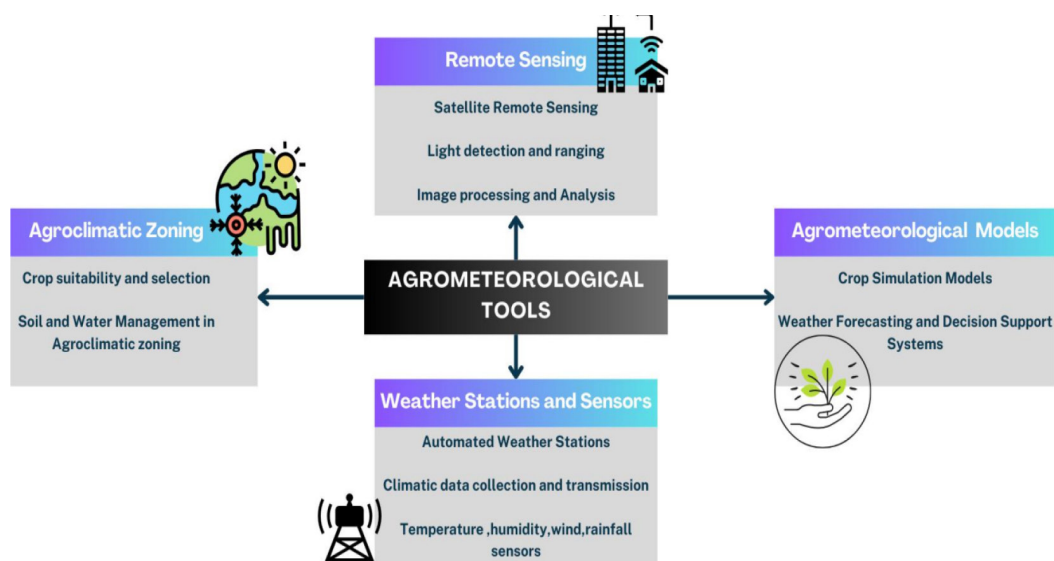 Remote Sensing
Satellite Remote Sensing
Light detection and ranging
Image processing and Analysis
Agroclimatic Zoning
Crop suitability and selection
Soil and Water Management in
Agroclimatic zoning
AGROMETEOROLOGICAL
TOOLS
Agrometeorological Models
Crop Simulation Models
Weather Forecasting and Decision Support
Systems
Weather Stations and Sensors
Automated Weather Stations
Climatic data collection and transmission
Temperature ,humidity,wind,rainfall
sensors